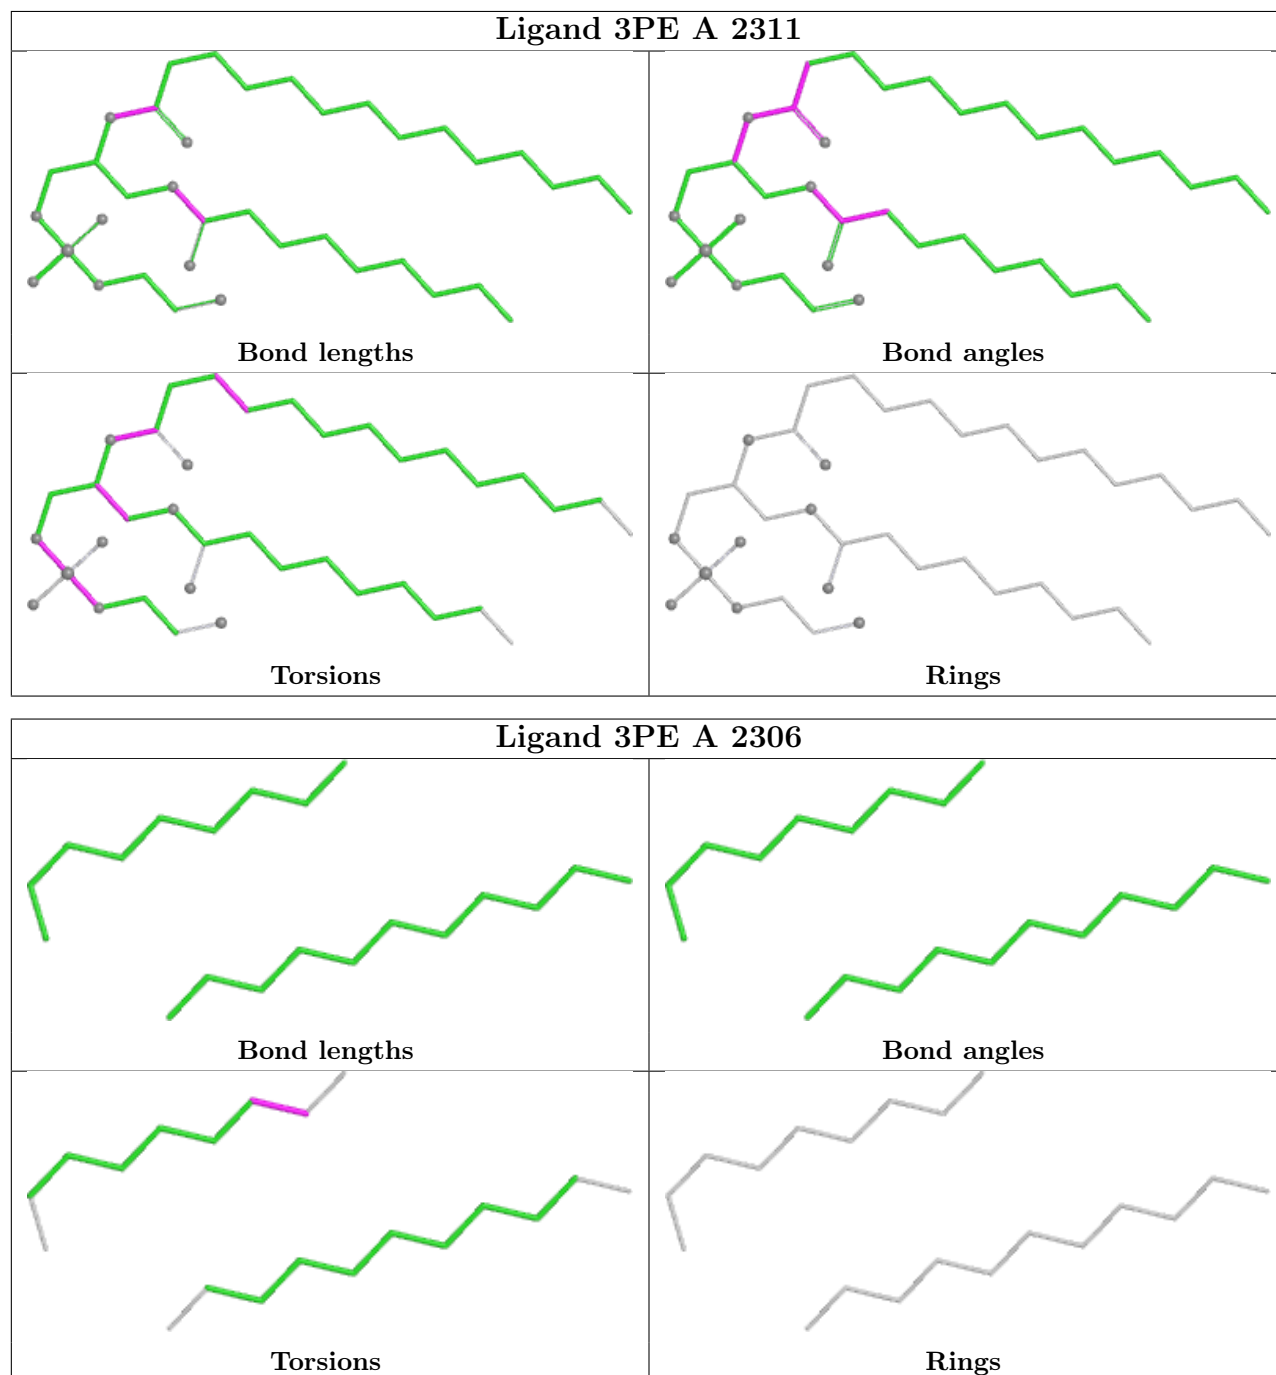 Ligand 3PE A 2311
Bond lengths
Bond angles
Torsions
Rings
Ligand 3PE A 2306
Bond lengths
Bond angles
Torsions
Rings